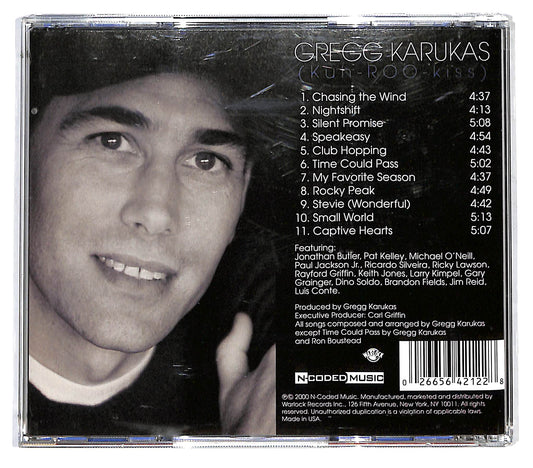 GREGG KARUKAS
(Kuh-ROO-kiss)
1. Chasing the Wind 4:37
2. Nightshift 4:13
3. Silent Promise 5:08
4. Speakeasy 4:54
5. Club Hopping 4:43
6. Time Could Pass 5:02
7. My Favorite Season 4:37
8. Rocky Peak 4:49
9. Stevie (Wonderful) 4:42
10. Small World 5:13
11. Captive Hearts 5:07
Featuring:
Jonathan Butler, Pat Kelley, Michael O'Neill,
Paul Jackson Jr., Ricardo Silveira, Ricky Lawson,
Rayford Griffin, Keith Jones, Larry Kimpel, Gary
Grainger, Dino Soldo, Brandon Fields, Jim Reid,
Luis Conte.
Produced by Gregg Karukas
Executive Producer: Carl Griffin
All songs composed and arranged by Gregg Karukas
except Time Could Pass by Gregg Karukas
and Ron Boustead
N-CODED MUSIC
0 26656 42122 8
℗© 2000 N-Coded Music. Manufactured, marketed and distributed by
Warlock Records Inc., 126 Fifth Avenue, New York, NY 10011. All rights
reserved. Unauthorized duplication is a violation of applicable laws.
Made in USA.